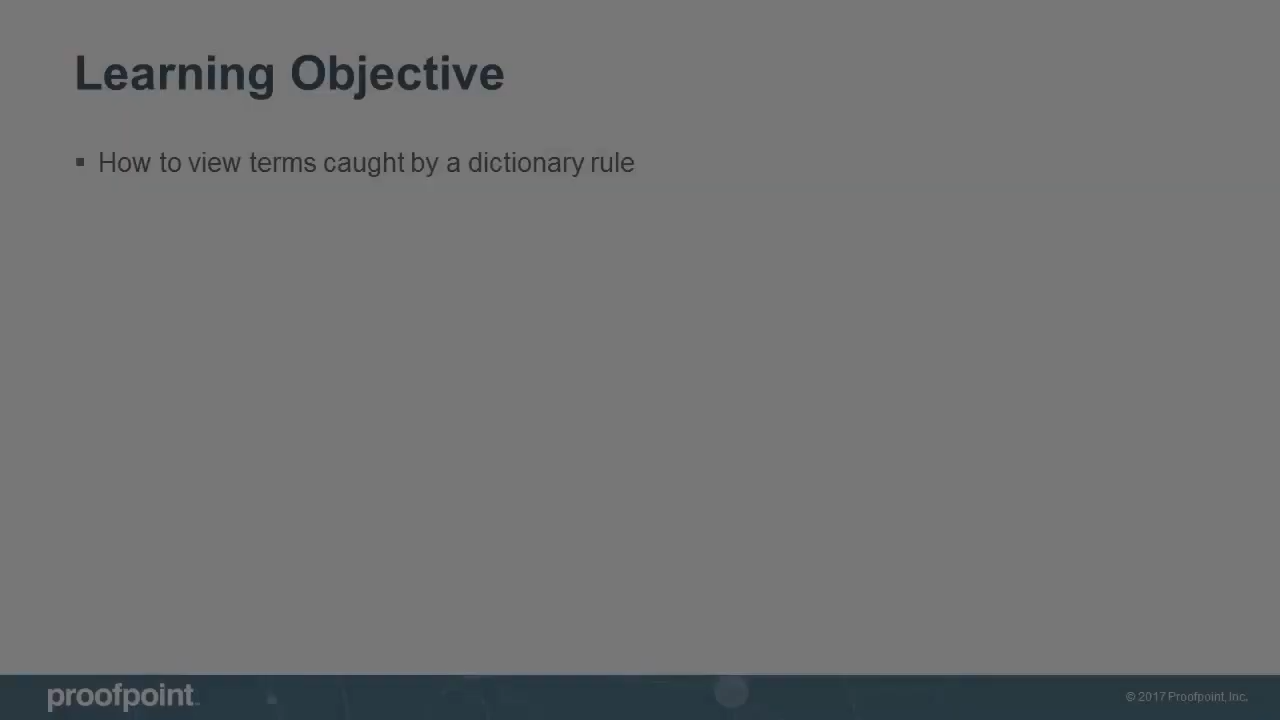 Learning Objective
▪ How to view terms caught by a dictionary rule
proofpoint
© 2017 Proofpoint, Inc.